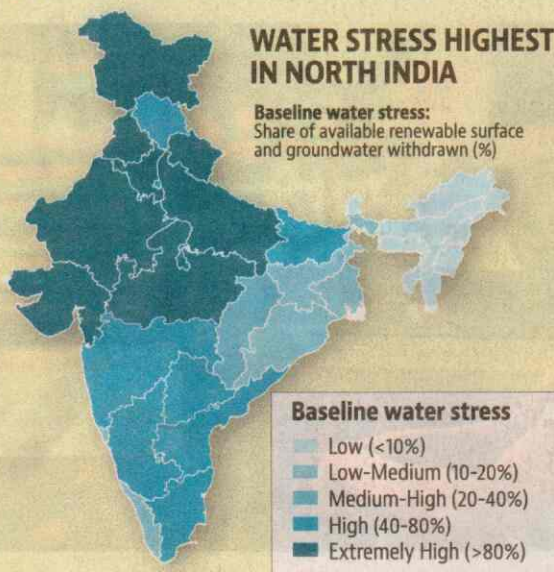 WATER STRESS HIGHEST
IN NORTH INDIA
Baseline water stress:
Share of available renewable surface
and groundwater withdrawn (%)
Baseline water stress
Low (<10%)
Low-Medium (10-20%)
Medium-High (20-40%)
High (40-80%)
Extremely High (>80%)